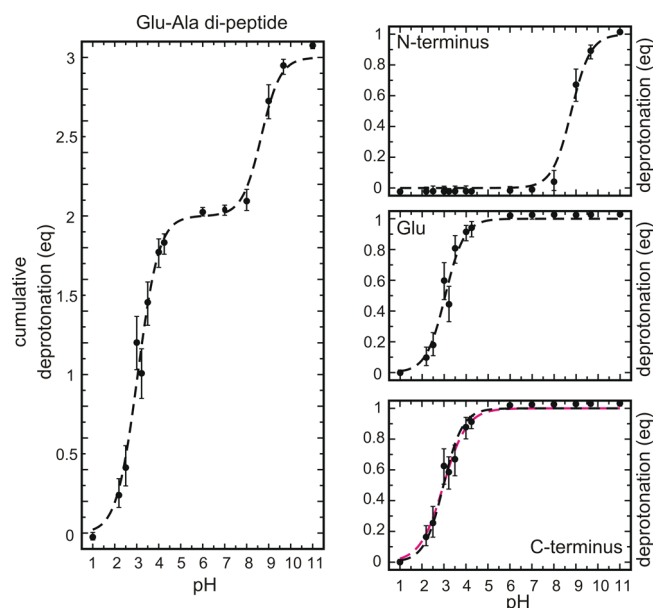 Glu-Ala di-peptide
cumulative
deprotonation (eq)
3
2.5
2
1.5
1
0.5
0
1 2 3 4 5 6 7 8 9 10 11
pH
N-terminus
1
0.8
0.6
0.4
0.2
0
deprotonation (eq)
Glu
1
0.8
0.6
0.4
0.2
0
deprotonation (eq)
C-terminus
1
0.8
0.6
0.4
0.2
0
deprotonation (eq)
1 2 3 4 5 6 7 8 9 10 11
pH